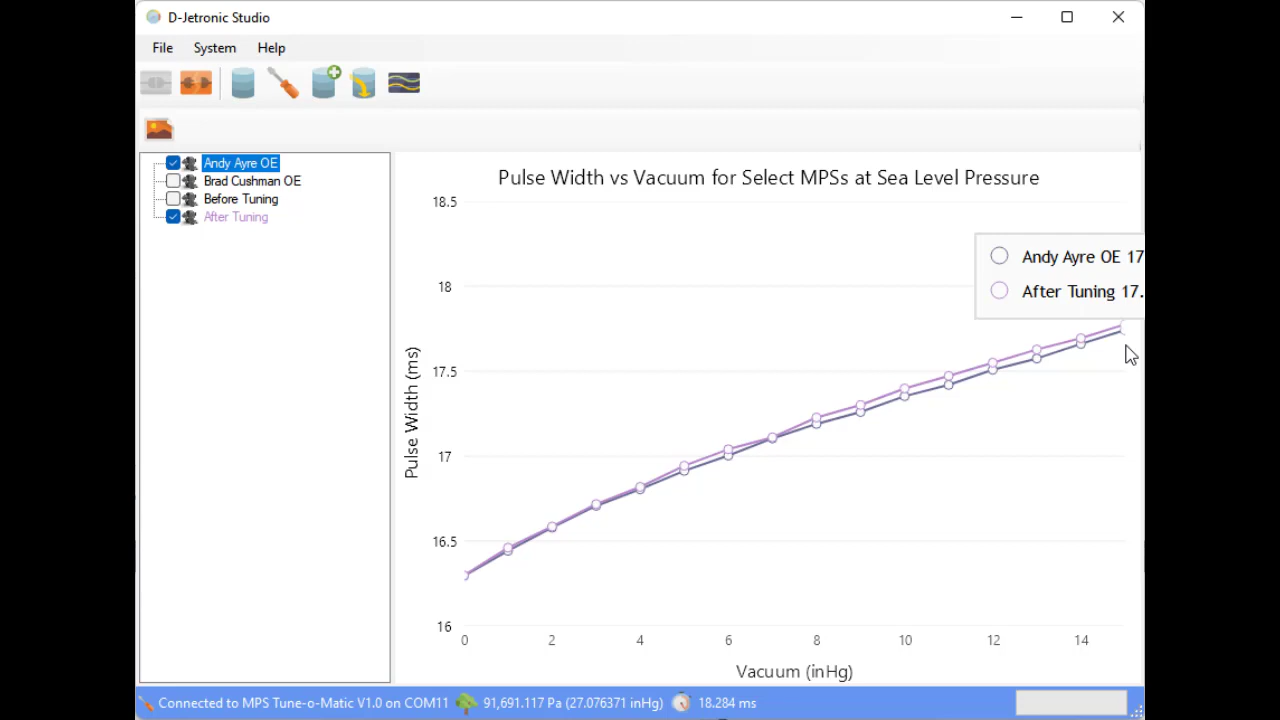 D-Jetronic Studio
File System Help
Andy Ayre OE
Brad Cushman OE
Before Tuning
After Tuning
Pulse Width vs Vacuum for Select MPSs at Sea Level Pressure
18.5
18
17.5
17
16.5
16
Pulse Width (ms)
Andy Ayre OE 17
After Tuning 17.
0 2 4 6 8 10 12 14
Vacuum (inHg)
Connected to MPS Tune-o-Matic V1.0 on COM11 91,691.117 Pa (27.076371 inHg) 18.284 ms